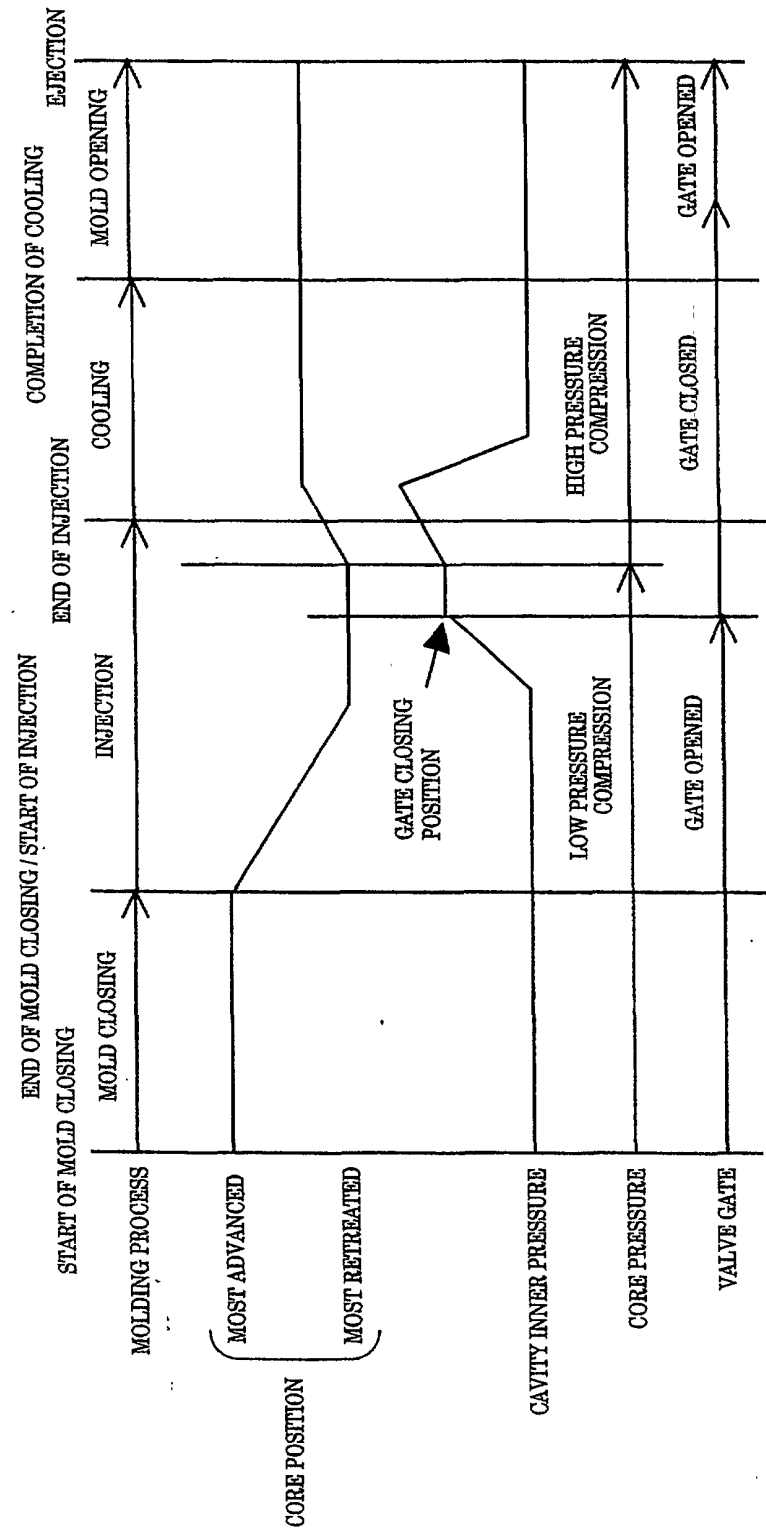 START OF MOLD CLOSING
END OF MOLD CLOSING / START OF INJECTION
END OF INJECTION
COMPLETION OF COOLING
EJECTION
MOLDING PROCESS
MOLD CLOSING
INJECTION
COOLING
MOLD OPENING
CORE POSITION
MOST ADVANCED
MOST RETREATED
GATE CLOSING
POSITION
CAVITY INNER PRESSURE
CORE PRESSURE
LOW PRESSURE
COMPRESSION
HIGH PRESSURE
COMPRESSION
VALVE GATE
GATE OPENED
GATE CLOSED
GATE OPENED